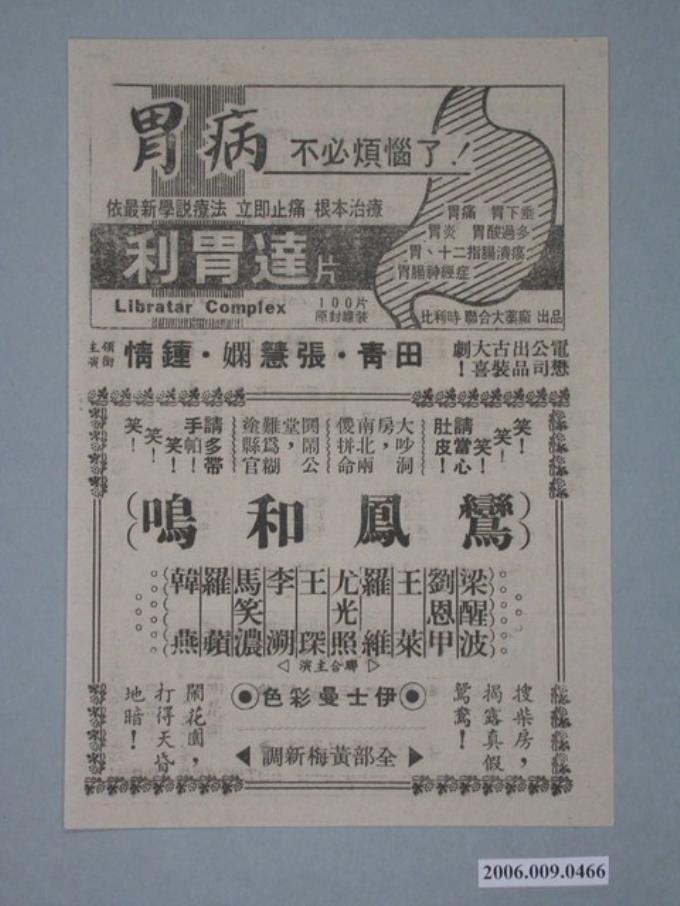 胃病 不必煩惱了！
依最新學說療法 立即止痛 根本治療
利胃達片
Libratar Complex
100片
原封罐裝
胃痛 胃下垂
胃炎 胃酸過多
胃、十二指腸潰瘍
胃腸神經症
比利時 聯合大藥廠 出品
電懋公司出品古裝大喜劇！
田青・張慧嫻・鍾情
領銜主演
笑！笑！笑！
請當心肚皮！
大吵洞房，
南北兩儍拼命
鬧公堂，
難為糊塗縣官
請多帶手帕！
笑！笑！笑！
（鸞鳳和鳴）
梁醒波
劉恩甲
王萊
羅維
尤光照
王琛
李溯
馬笑濃
羅蘋
韓燕
聯合主演
搜柴房，
揭露真假鴛鴦！
伊士曼彩色
全部黃梅新調
鬧花園，
打得天昏地暗！
2006.009.0466